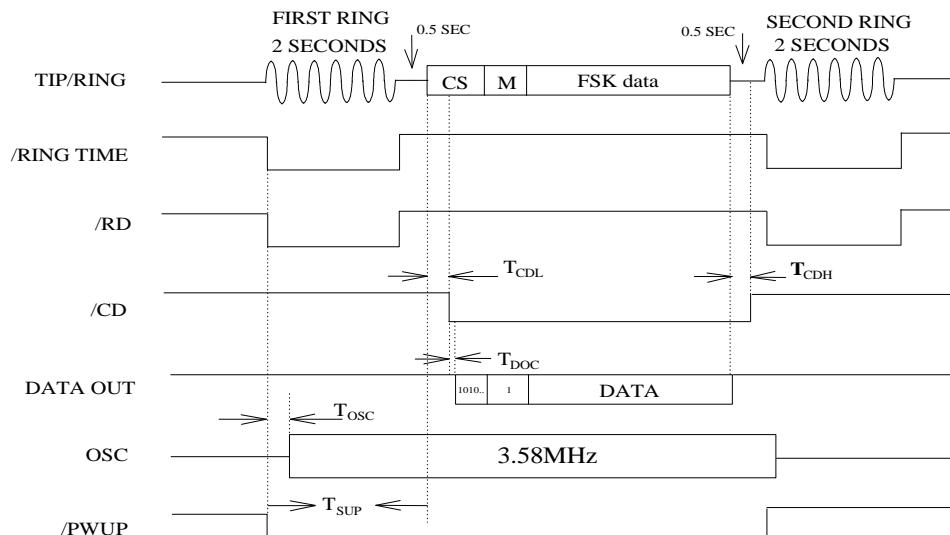 FIRST RING
2 SECONDS
0.5 SEC
0.5 SEC
SECOND RING
2 SECONDS
TIP/RING
CS
M
FSK data
/RING TIME
/RD
TCDL
TCDH
/CD
TDOC
DATA OUT
1010..
1
DATA
TOSC
OSC
3.58MHz
TSUP
/PWUP